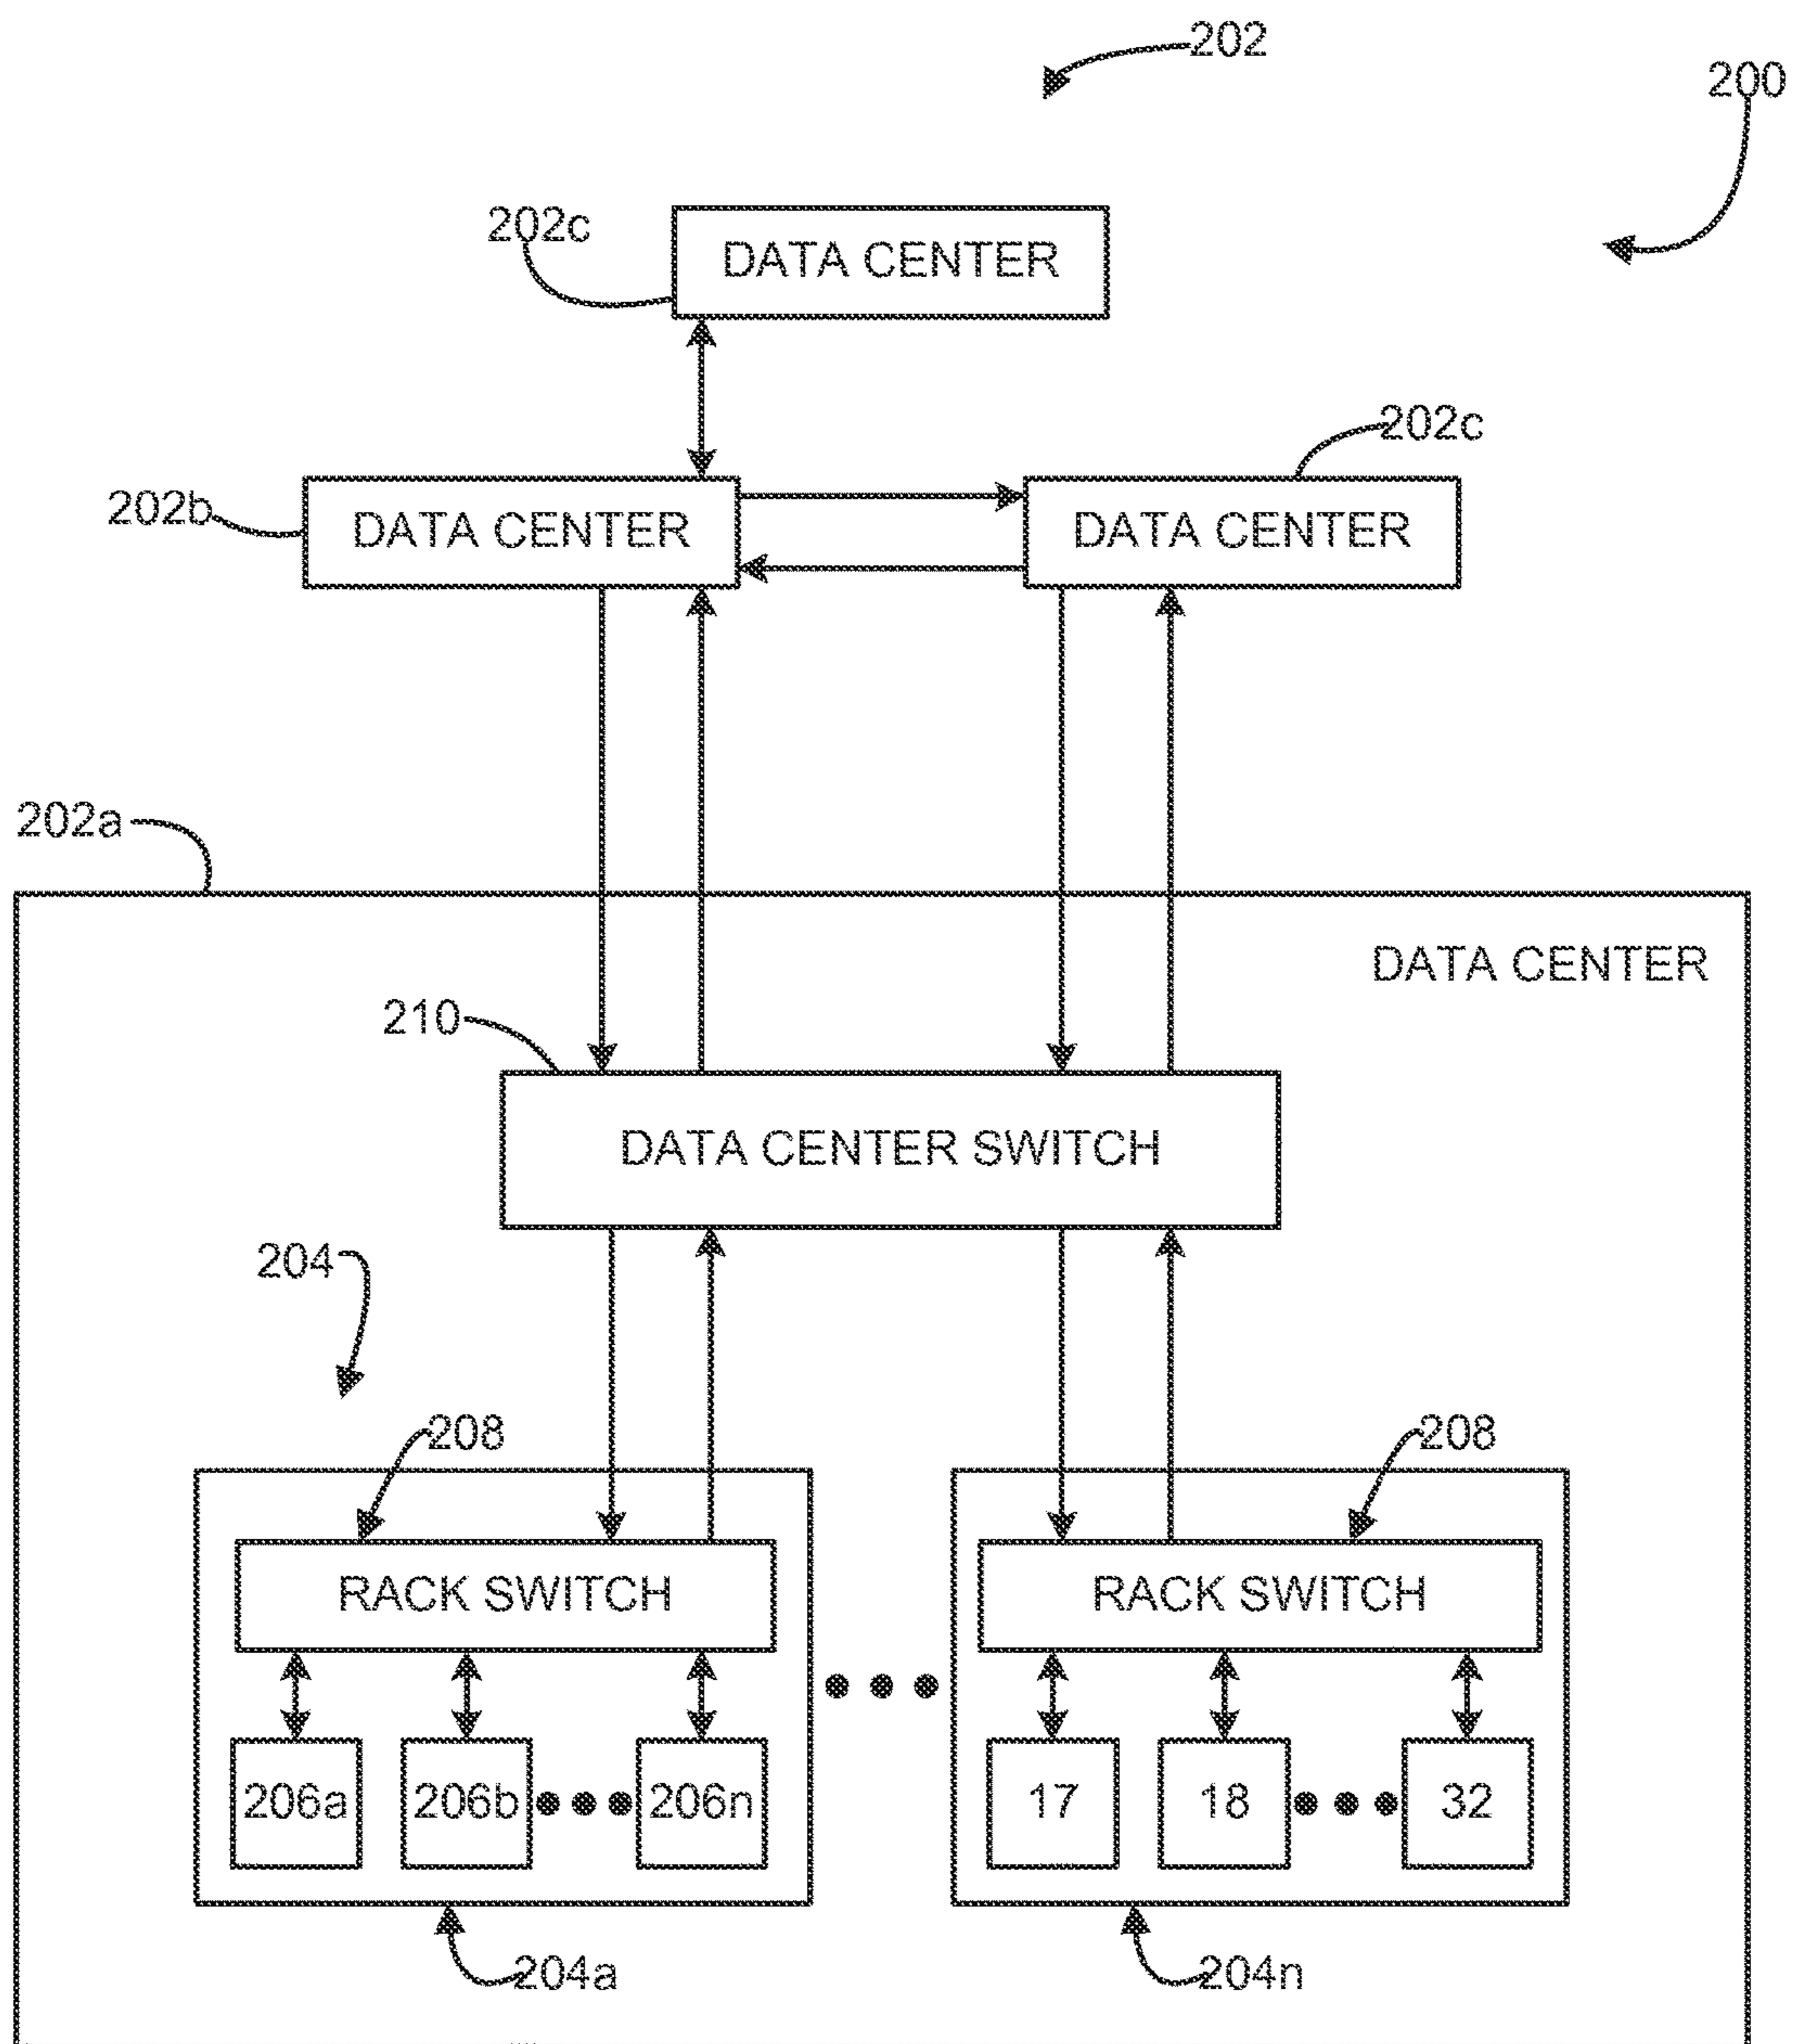 202
200
202c
DATA CENTER
202c
202b
DATA CENTER
DATA CENTER
202a
DATA CENTER
210
DATA CENTER SWITCH
204
208
208
RACK SWITCH
RACK SWITCH
206a
206b
206n
17
18
32
204a
204n